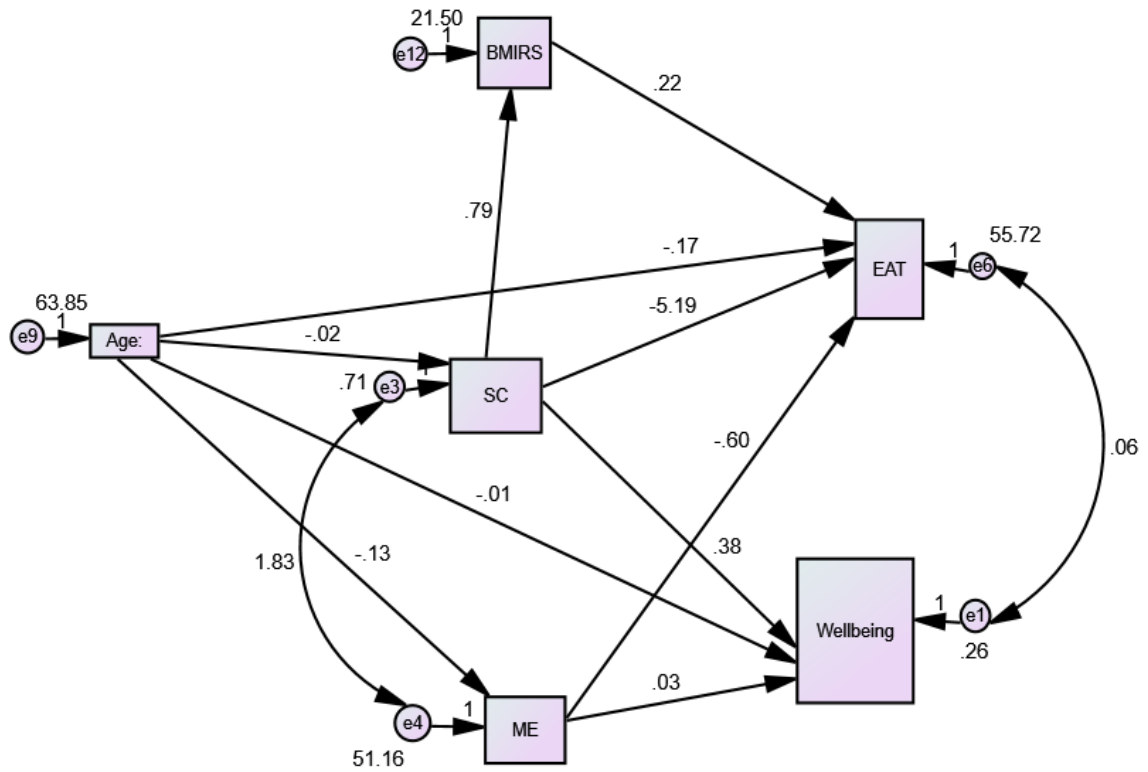 21.50
1
e12
BMIRS
.22
.79
-.17
55.72
1
e6
EAT
-5.19
63.85
1
e9
Age:
-.02
1
.71
e3
SC
-.60
.06
-.01
.38
1.83
-.13
Wellbeing
1
e1
.26
.03
1
e4
ME
51.16